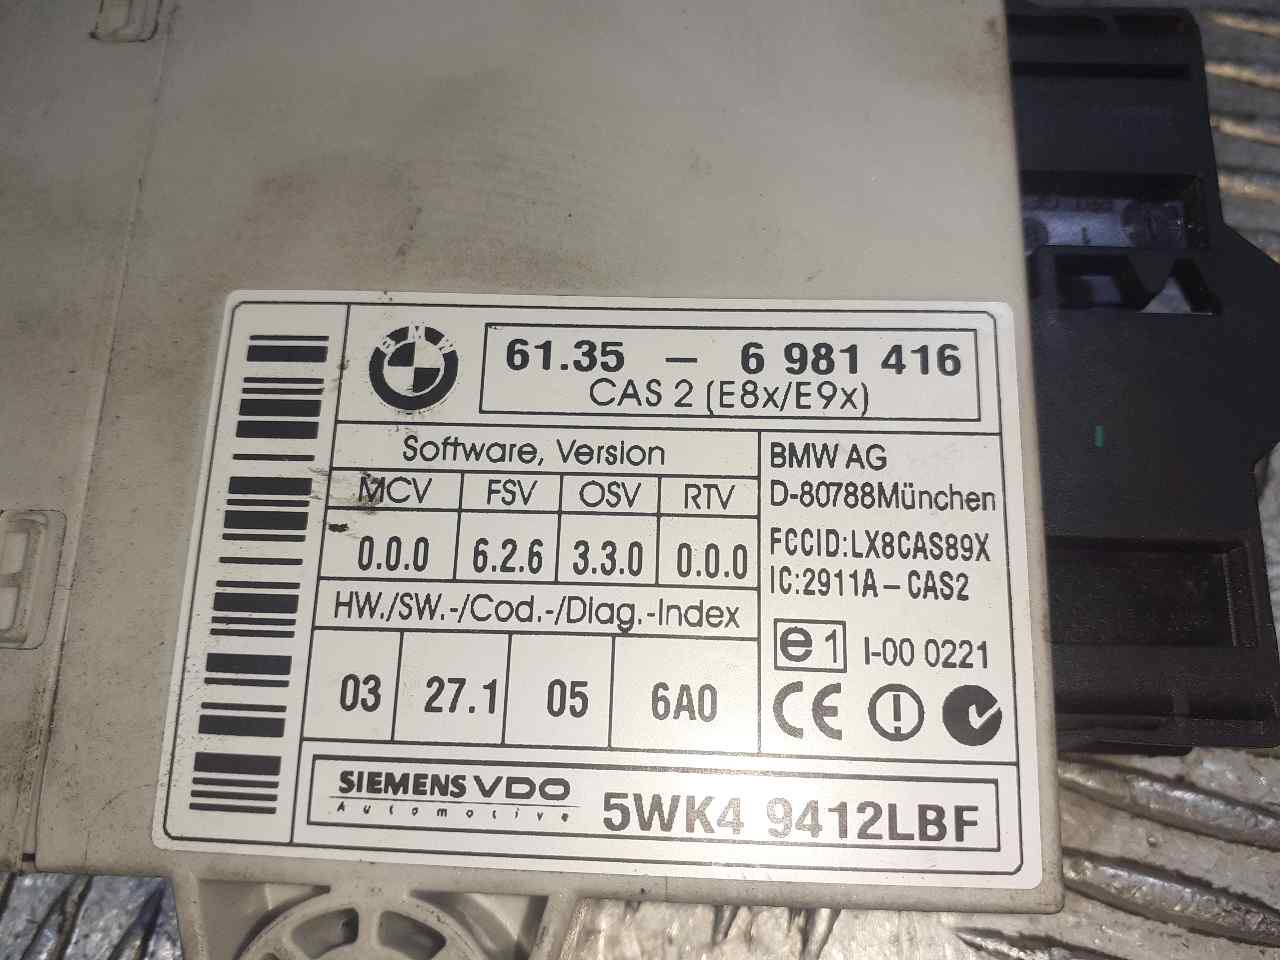 BMW
61.35 – 6 981 416
CAS 2 (E8x/E9x)
Software, Version
MCV FSV OSV RTV
0.0.0 6.2.6 3.3.0 0.0.0
HW./SW.-/Cod.-/Diag.-Index
03 27.1 05 6A0
BMW AG
D-80788München
FCCID:LX8CAS89X
IC:2911A-CAS2
e1 I-00 0221
CE
SIEMENS VDO
Automotive
5WK4 9412LBF